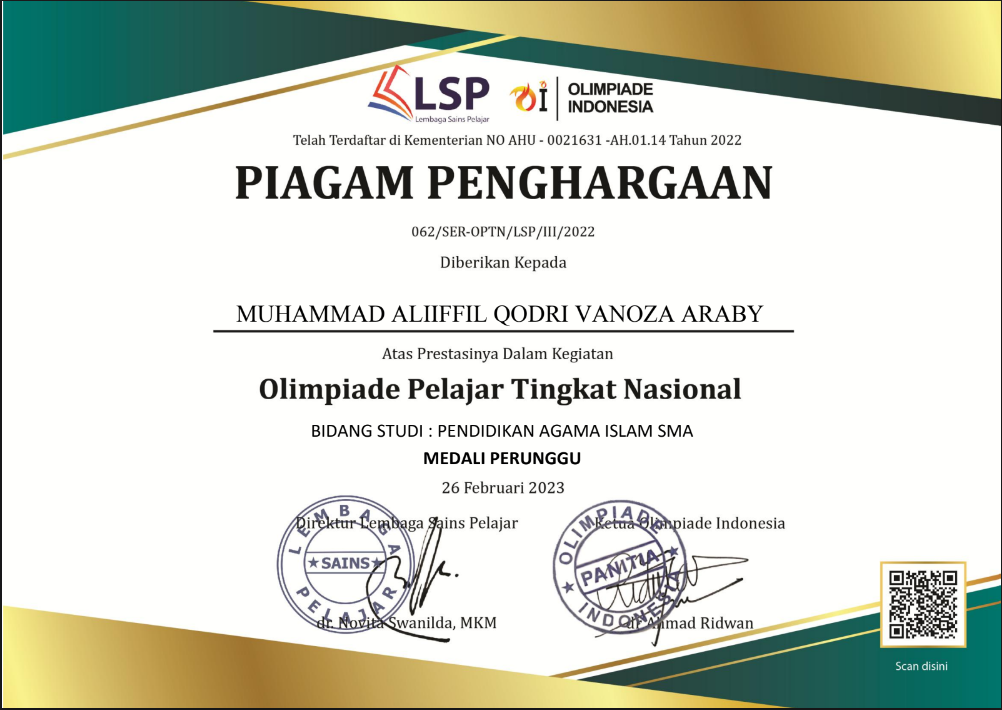 LSP
Lembaga Sains Pelajar
OLIMPIADE
INDONESIA
Telah Terdaftar di Kementerian NO AHU - 0021631 -AH.01.14 Tahun 2022
PIAGAM PENGHARGAAN
062/SER-OPTN/LSP/III/2022
Diberikan Kepada
MUHAMMAD ALIIFFIL QODRI VANOZA ARABY
Atas Prestasinya Dalam Kegiatan
Olimpiade Pelajar Tingkat Nasional
BIDANG STUDI : PENDIDIKAN AGAMA ISLAM SMA
MEDALI PERUNGGU
26 Februari 2023
Direktur Lembaga Sains Pelajar
LEMBAGA
★ SAINS ★
PELAJAR
dr. Novita Swanilda, MKM
Ketua Olimpiade Indonesia
OLIMPIADE
★ PANITIA ★
INDONESIA
dr Ahmad Ridwan
Scan disini